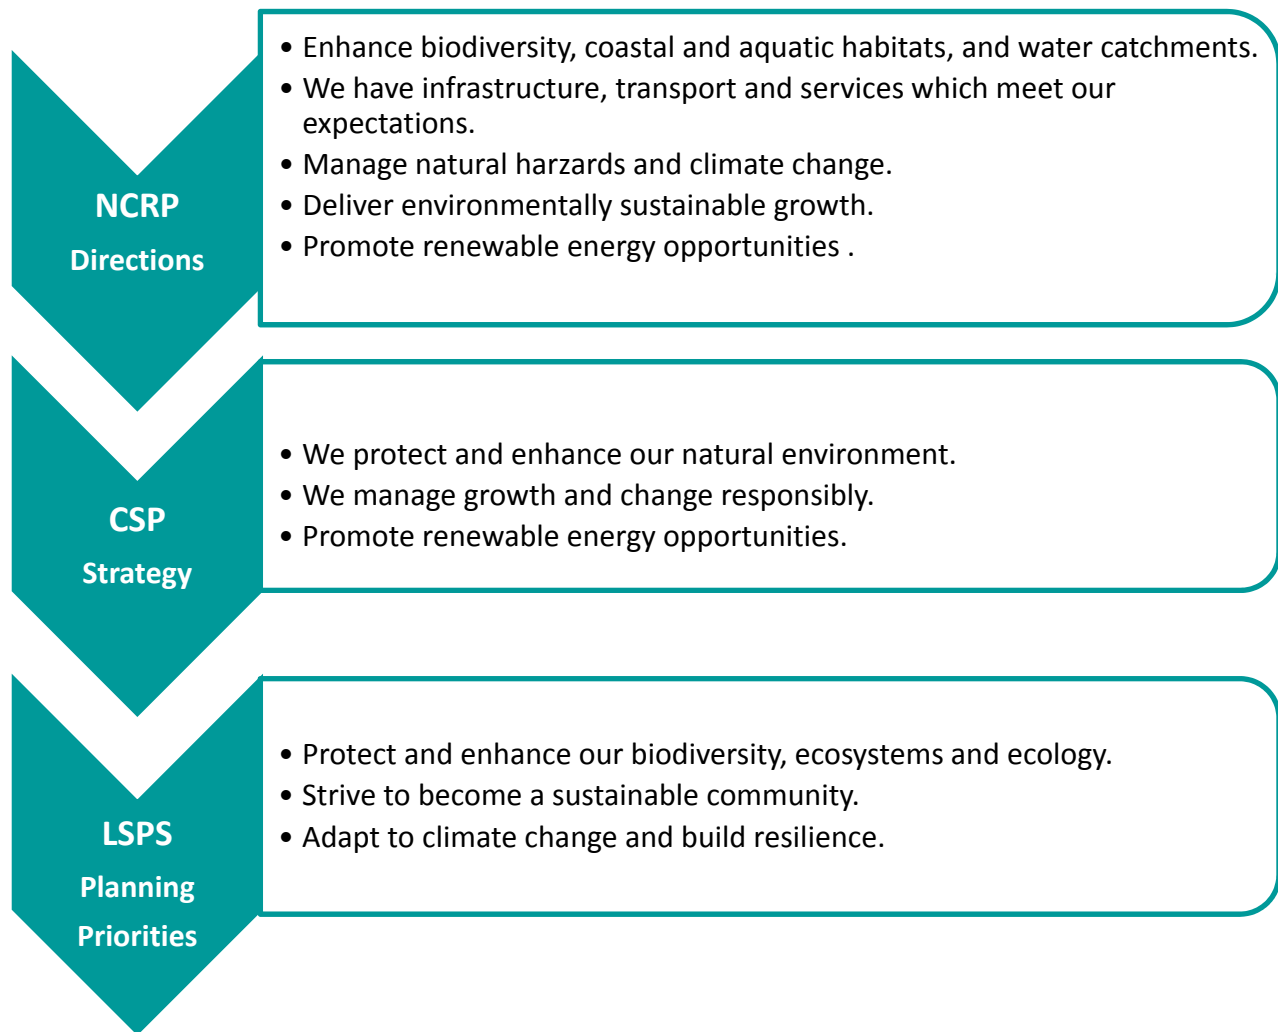 NCRP
Directions
• Enhance biodiversity, coastal and aquatic habitats, and water catchments.
• We have infrastructure, transport and services which meet our
expectations.
• Manage natural harzards and climate change.
• Deliver environmentally sustainable growth.
• Promote renewable energy opportunities .
CSP
Strategy
• We protect and enhance our natural environment.
• We manage growth and change responsibly.
• Promote renewable energy opportunities.
LSPS
Planning
Priorities
• Protect and enhance our biodiversity, ecosystems and ecology.
• Strive to become a sustainable community.
• Adapt to climate change and build resilience.